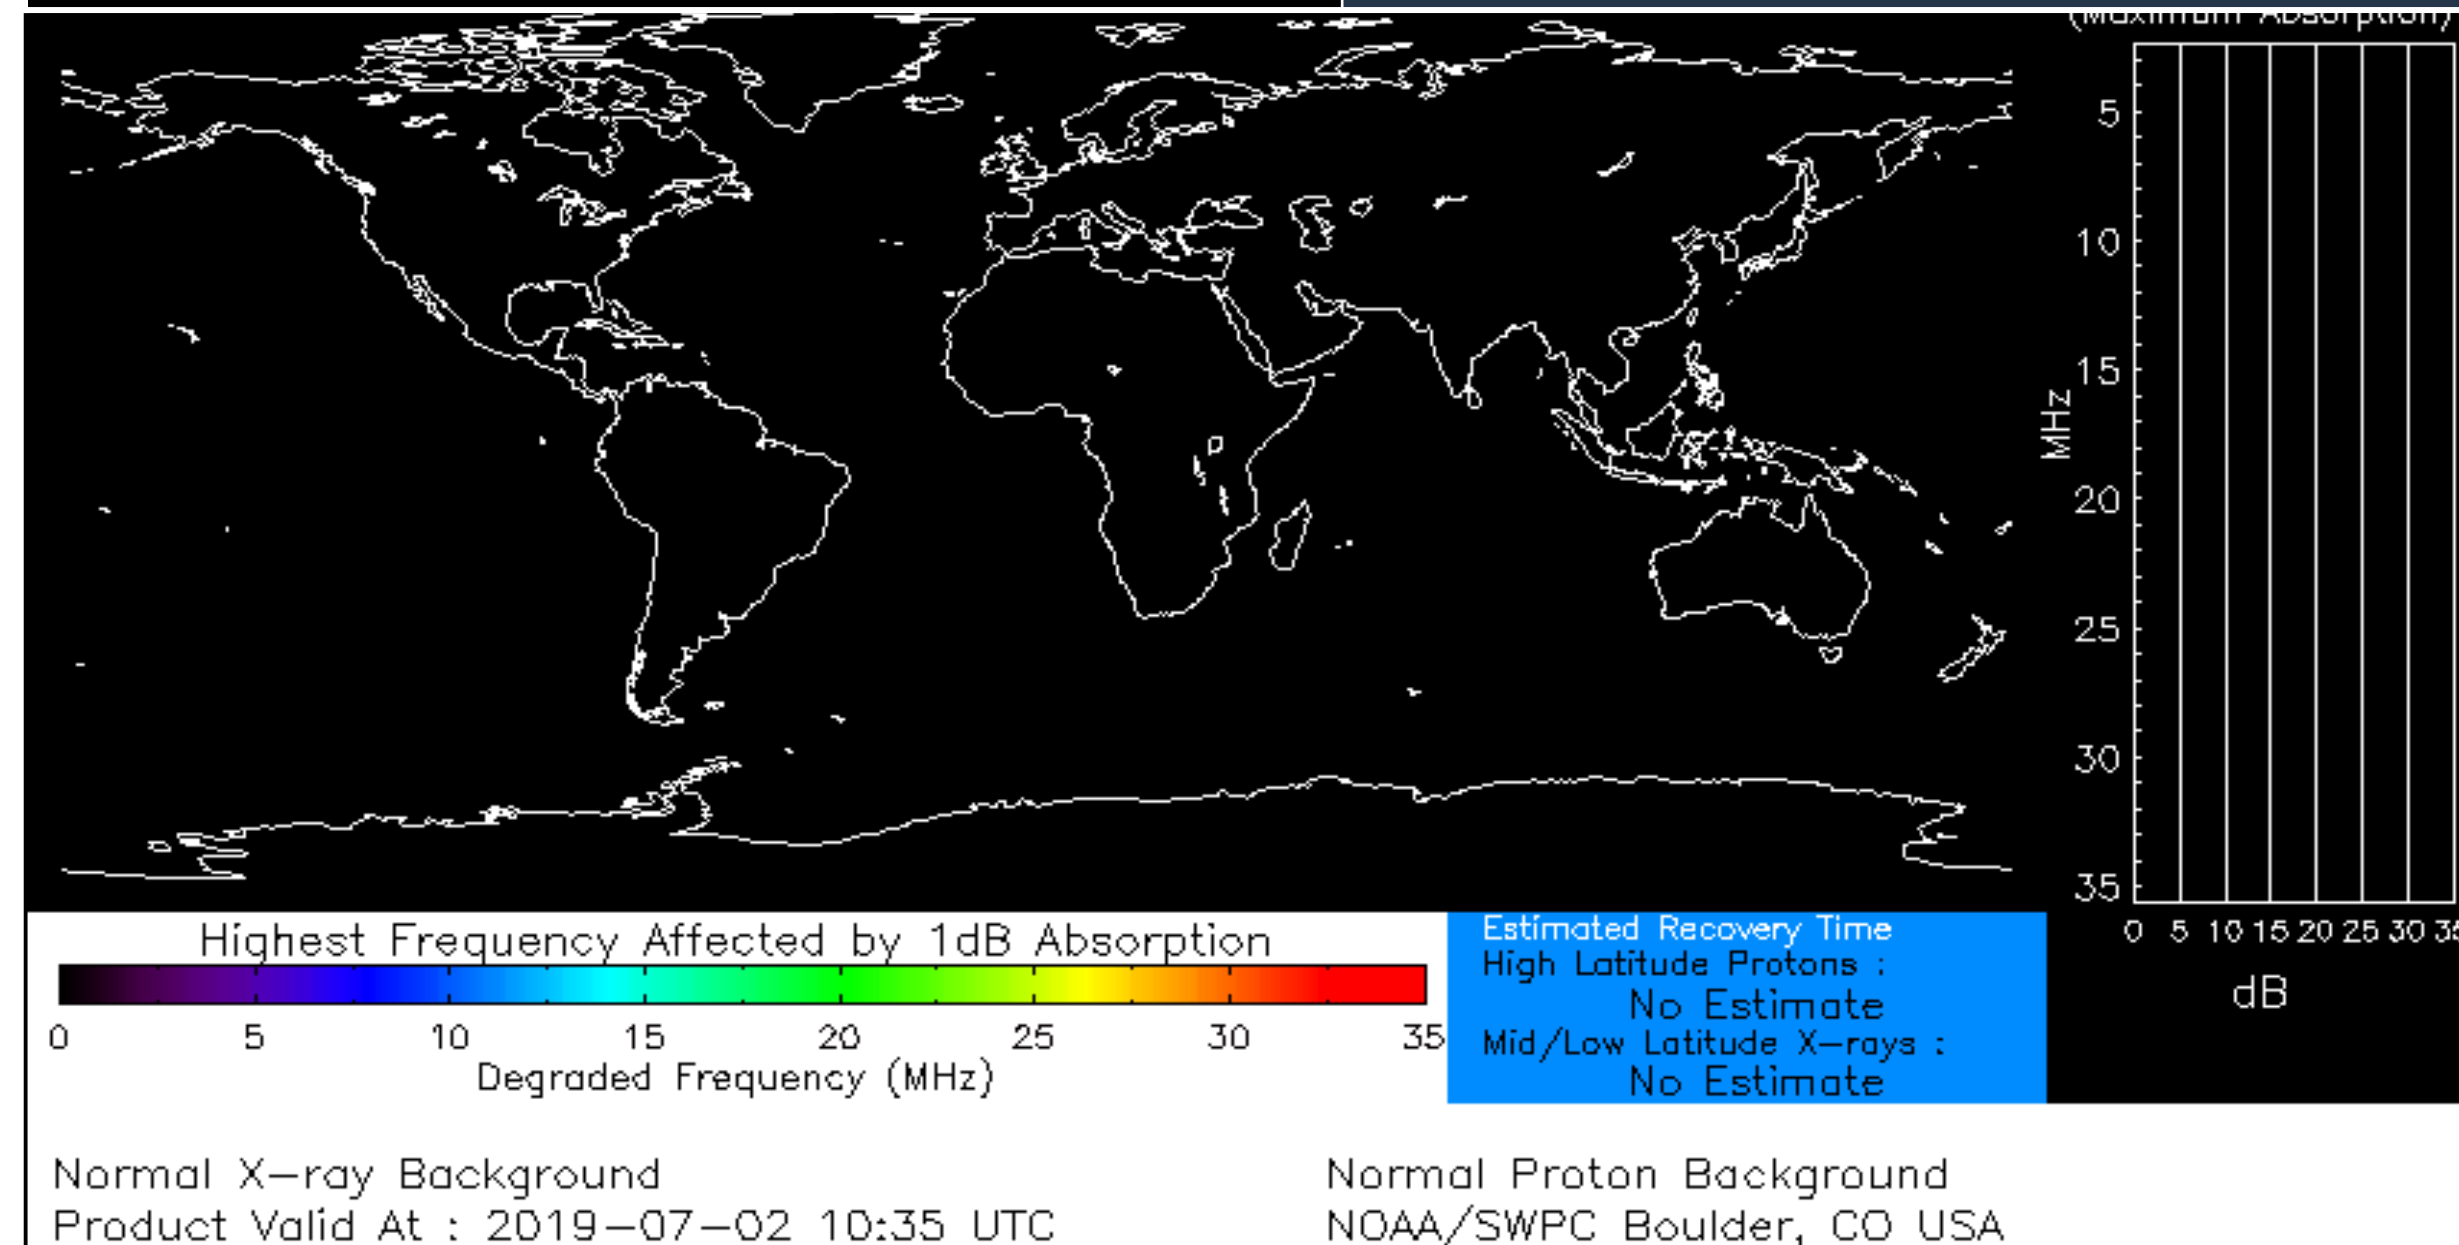 (Maximum Absorption)
5
10
15
20
25
30
35
MHz
0 5 10 15 20 25 30 35
dB
Highest Frequency Affected by 1dB Absorption
0 5 10 15 20 25 30 35
Degraded Frequency (MHz)
Estimated Recovery Time
High Latitude Protons :
No Estimate
Mid/Low Latitude X-rays :
No Estimate
Normal X-ray Background
Product Valid At : 2019-07-02 10:35 UTC
Normal Proton Background
NOAA/SWPC Boulder, CO USA